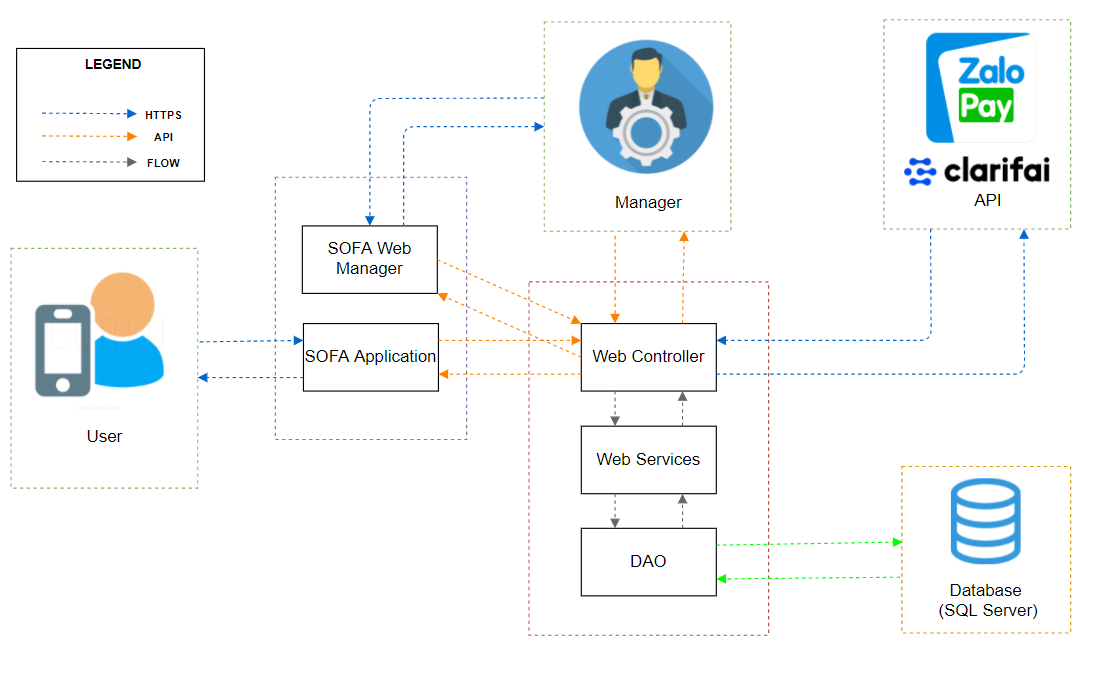 LEGEND
HTTPS
API
FLOW
Manager
Zalo
Pay
clarifai
API
SOFA Web
Manager
User
SOFA Application
Web Controller
Web Services
DAO
Database
(SQL Server)